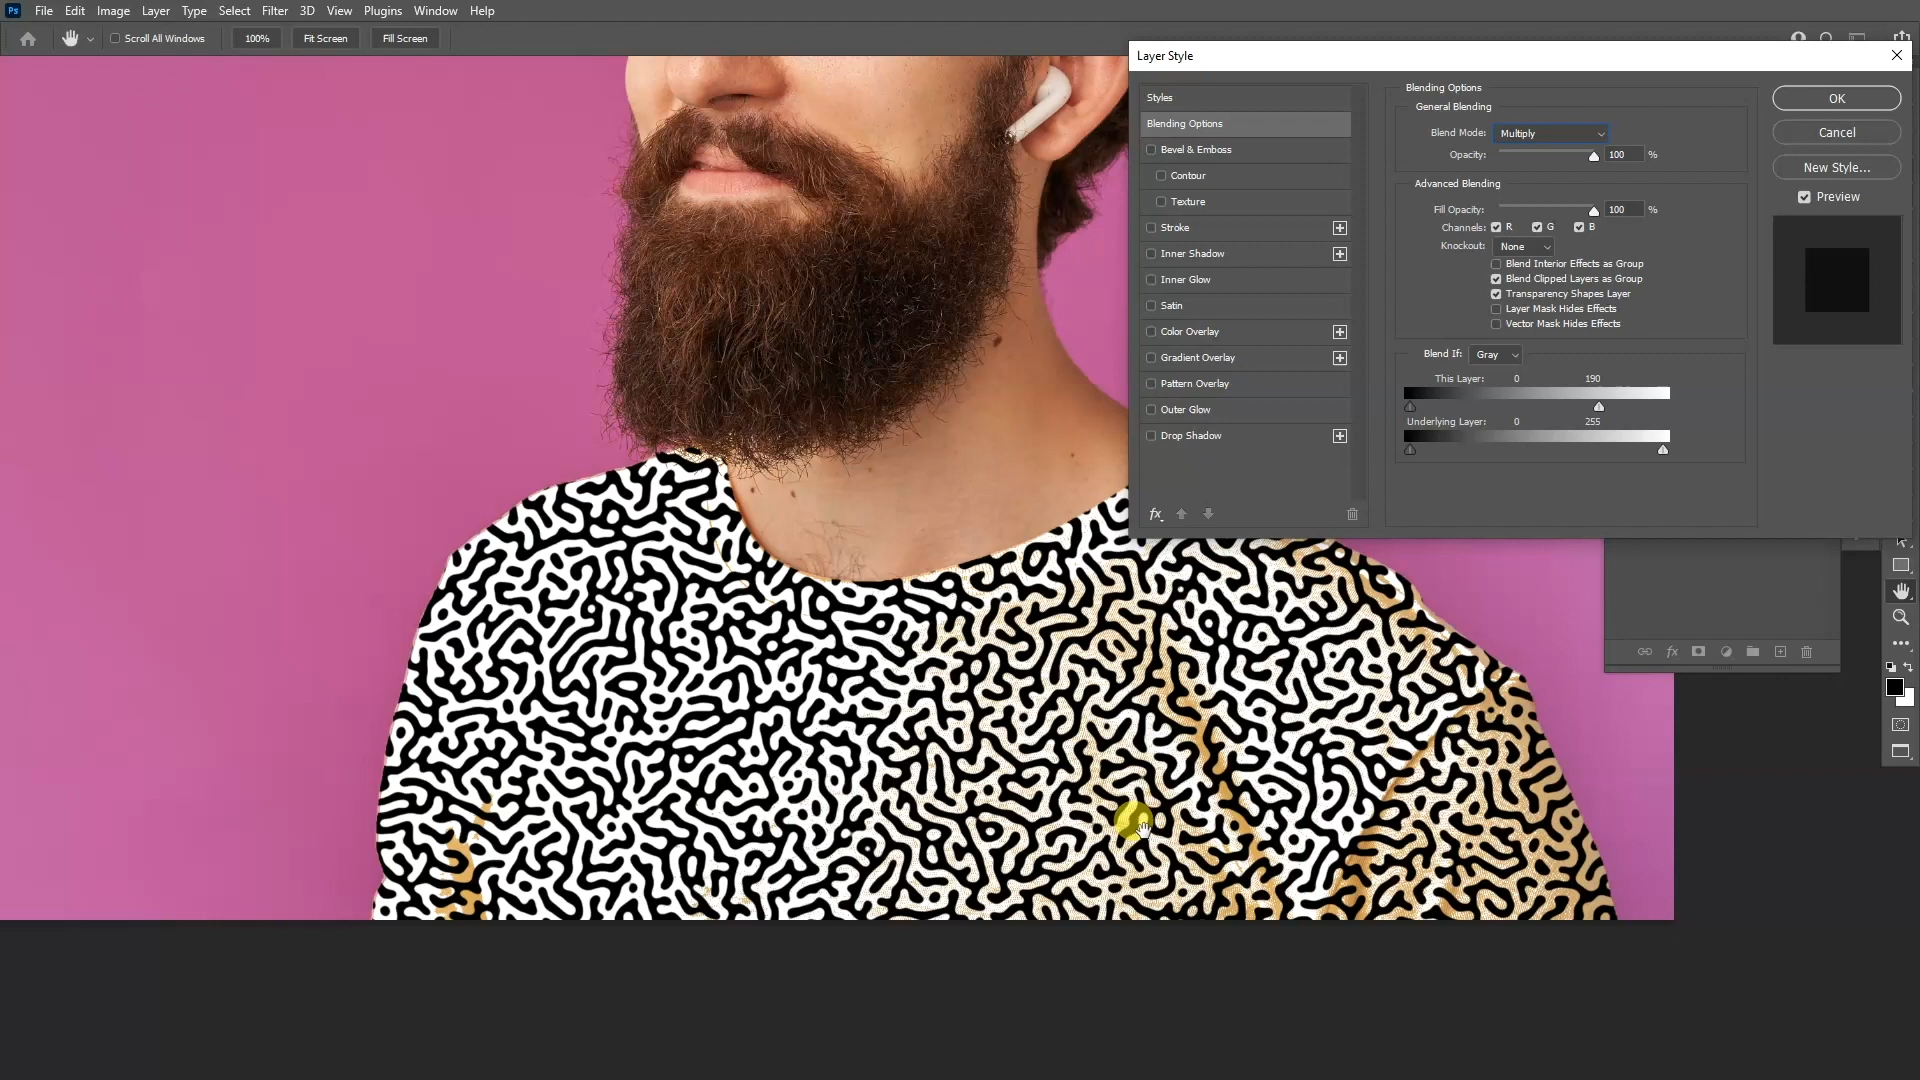 Ps File Edit Image Layer Type Select Filter 3D View Plugins Window Help
Scroll All Windows 100% Fit Screen Fill Screen
Layer Style
Styles
Blending Options
Bevel & Emboss
Contour
Texture
Stroke
Inner Shadow
Inner Glow
Satin
Color Overlay
Gradient Overlay
Pattern Overlay
Outer Glow
Drop Shadow
fx
Blending Options
General Blending
Blend Mode: Multiply
Opacity: 100 %
Advanced Blending
Fill Opacity: 100 %
Channels: R G B
Knockout: None
Blend Interior Effects as Group
Blend Clipped Layers as Group
Transparency Shapes Layer
Layer Mask Hides Effects
Vector Mask Hides Effects
Blend If: Gray
This Layer: 0 190
Underlying Layer: 0 255
OK
Cancel
New Style...
Preview
fx